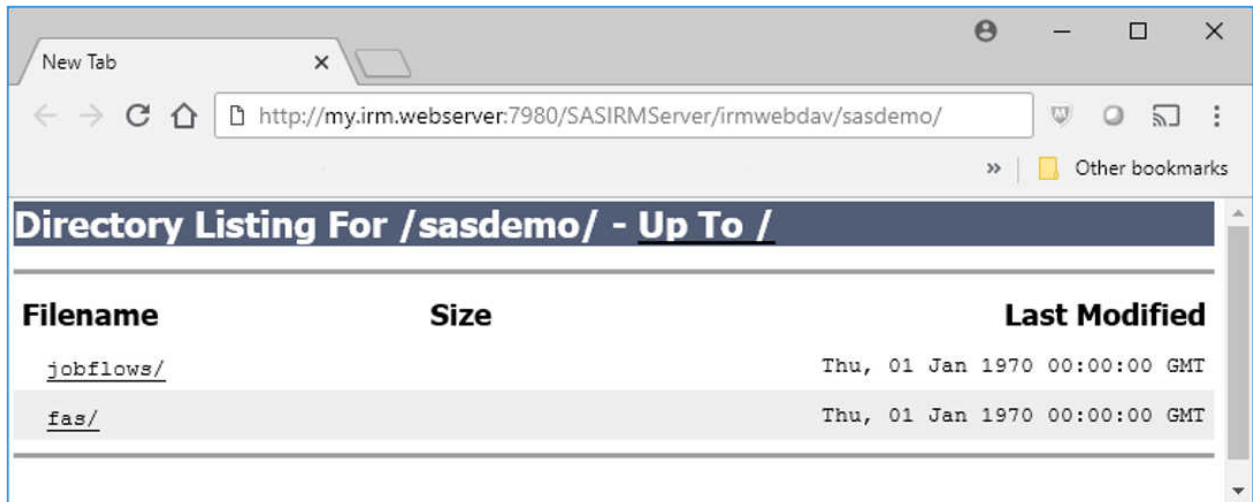 New Tab
http://my.irm.webserver:7980/SASIRMServer/irmwebdav/sasdemo/
» Other bookmarks
Directory Listing For /sasdemo/ - Up To /
Filename Size Last Modified
jobflows/ Thu, 01 Jan 1970 00:00:00 GMT
fas/ Thu, 01 Jan 1970 00:00:00 GMT